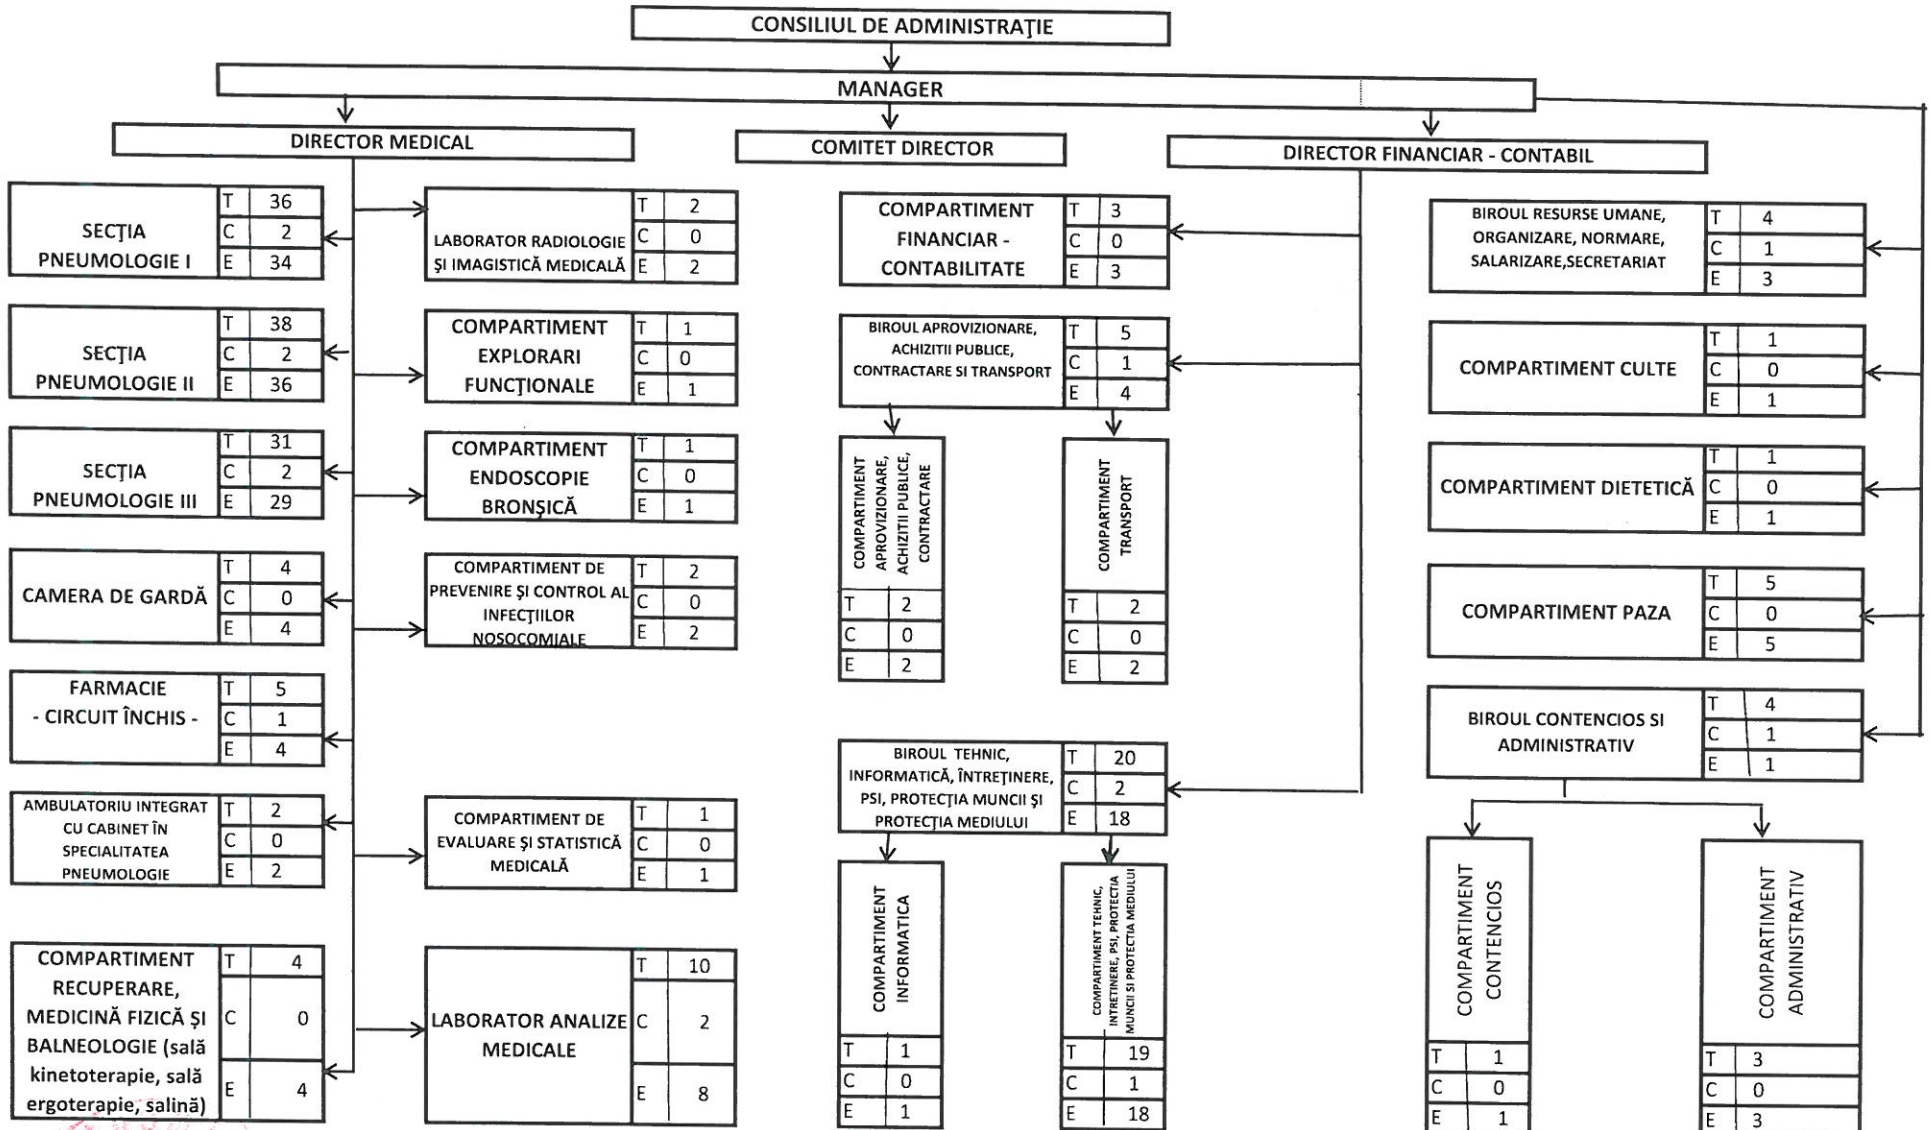 CONSILIUL DE ADMINISTRAŢIE
MANAGER
DIRECTOR MEDICAL
COMITET DIRECTOR
DIRECTOR FINANCIAR - CONTABIL
SECŢIA
PNEUMOLOGIE I
T 36
C 2
E 34
SECŢIA
PNEUMOLOGIE II
T 38
C 2
E 36
SECŢIA
PNEUMOLOGIE III
T 31
C 2
E 29
CAMERA DE GARDĂ
T 4
C 0
E 4
FARMACIE
- CIRCUIT ÎNCHIS -
T 5
C 1
E 4
AMBULATORIU INTEGRAT
CU CABINET ÎN
SPECIALITATEA
PNEUMOLOGIE
T 2
C 0
E 2
COMPARTIMENT
RECUPERARE,
MEDICINĂ FIZICĂ ŞI
BALNEOLOGIE (sală
kinetoterapie, sală
ergoterapie, salină)
T 4
C 0
E 4
LABORATOR RADIOLOGIE
ŞI IMAGISTICĂ MEDICALĂ
T 2
C 0
E 2
COMPARTIMENT
EXPLORARI
FUNCŢIONALE
T 1
C 0
E 1
COMPARTIMENT
ENDOSCOPIE
BRONŞICĂ
T 1
C 0
E 1
COMPARTIMENT DE
PREVENIRE ŞI CONTROL AL
INFECŢIILOR
NOSOCOMIALE
T 2
C 0
E 2
COMPARTIMENT DE
EVALUARE ŞI STATISTICĂ
MEDICALĂ
T 1
C 0
E 1
LABORATOR ANALIZE
MEDICALE
T 10
C 2
E 8
COMPARTIMENT
FINANCIAR -
CONTABILITATE
T 3
C 0
E 3
BIROUL APROVIZIONARE,
ACHIZITII PUBLICE,
CONTRACTARE SI TRANSPORT
T 5
C 1
E 4
COMPARTIMENT
APROVIZIONARE,
ACHIZITII PUBLICE,
CONTRACTARE
T 2
C 0
E 2
COMPARTIMENT
TRANSPORT
T 2
C 0
E 2
BIROUL TEHNIC,
INFORMATICĂ, ÎNTREŢINERE,
PSI, PROTECŢIA MUNCII ŞI
PROTECŢIA MEDIULUI
T 20
C 2
E 18
COMPARTIMENT
INFORMATICA
T 1
C 0
E 1
COMPARTIMENT TEHNIC,
INTRETINERE, PSI, PROTECTIA
MUNCII SI PROTECTIA MEDIULUI
T 19
C 1
E 18
BIROUL RESURSE UMANE,
ORGANIZARE, NORMARE,
SALARIZARE,SECRETARIAT
T 4
C 1
E 3
COMPARTIMENT CULTE
T 1
C 0
E 1
COMPARTIMENT DIETETICĂ
T 1
C 0
E 1
COMPARTIMENT PAZA
T 5
C 0
E 5
BIROUL CONTENCIOS SI
ADMINISTRATIV
T 4
C 1
E 1
COMPARTIMENT
CONTENCIOS
T 1
C 0
E 1
COMPARTIMENT
ADMINISTRATIV
T 3
C 0
E 3